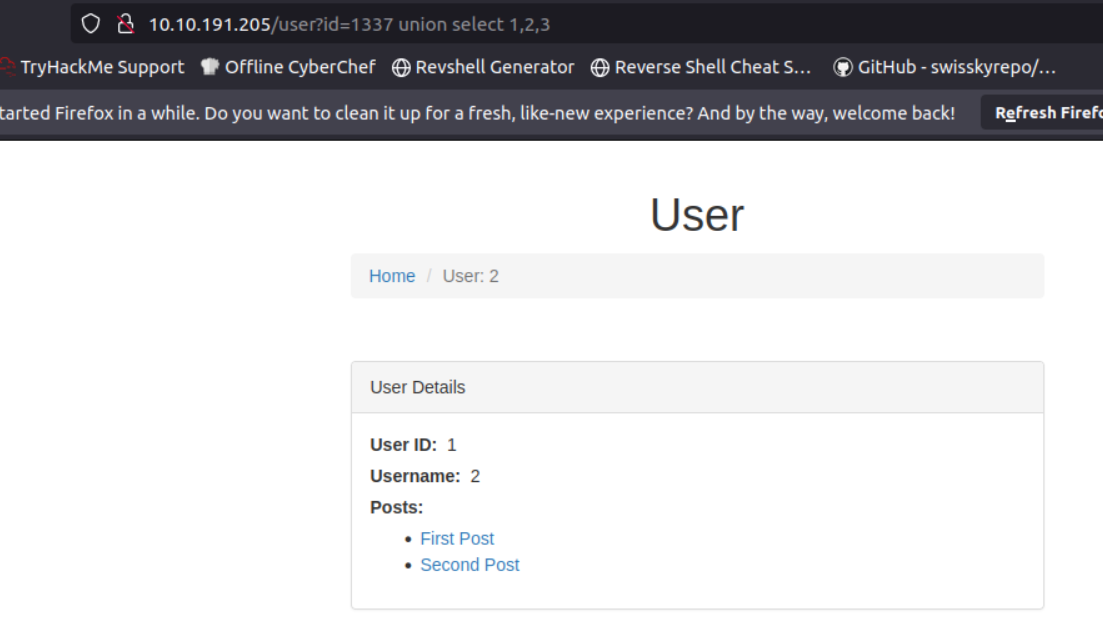 10.10.191.205/user?id=1337 union select 1,2,3
TryHackMe Support Offline CyberChef Revshell Generator Reverse Shell Cheat S... GitHub - swisskyrepo/...
tarted Firefox in a while. Do you want to clean it up for a fresh, like-new experience? And by the way, welcome back! Refresh Firefo
User
Home / User: 2
User Details
User ID: 1
Username: 2
Posts:
• First Post
• Second Post